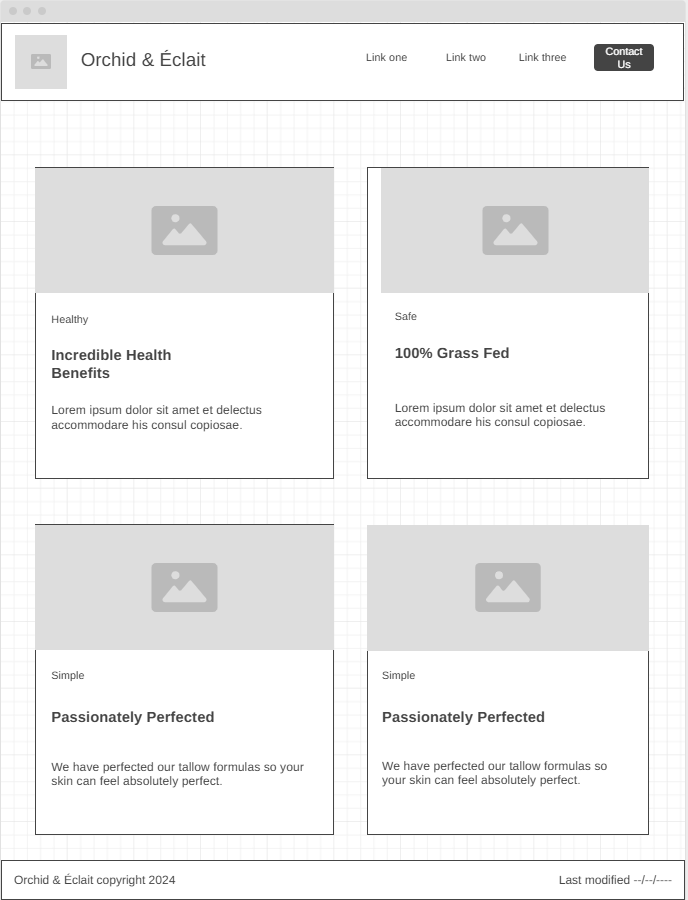 Orchid & Éclait
Link one
Link two
Link three
Contact
Us
Healthy
Incredible Health
Benefits
Lorem ipsum dolor sit amet et delectus
accommodare his consul copiosae.
Safe
100% Grass Fed
Lorem ipsum dolor sit amet et delectus
accommodare his consul copiosae.
Simple
Passionately Perfected
We have perfected our tallow formulas so your
skin can feel absolutely perfect.
Simple
Passionately Perfected
We have perfected our tallow formulas so
your skin can feel absolutely perfect.
Orchid & Éclait copyright 2024
Last modified --/--/----